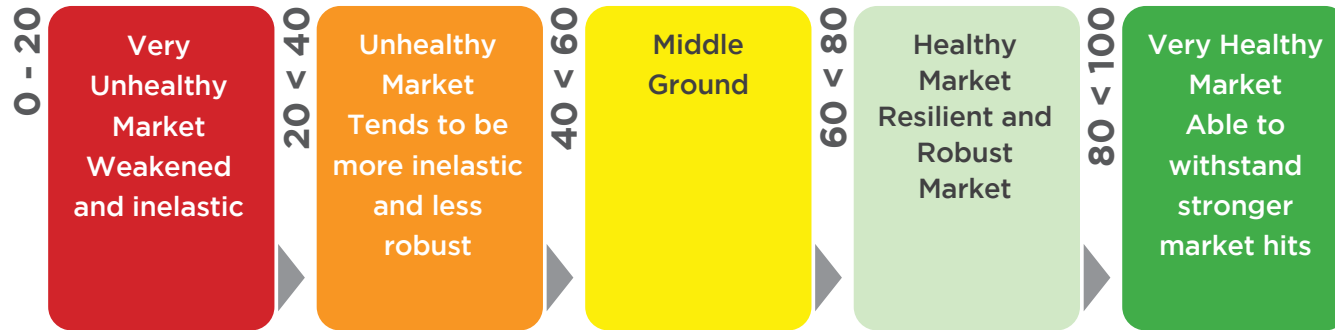 0 - 20
Very
Unhealthy
Market
Weakened
and inelastic
20 < 40
Unhealthy
Market
Tends to be
more inelastic
and less
robust
40 < 60
Middle
Ground
60 < 80
Healthy
Market
Resilient and
Robust
Market
80 < 100
Very Healthy
Market
Able to
withstand
stronger
market hits